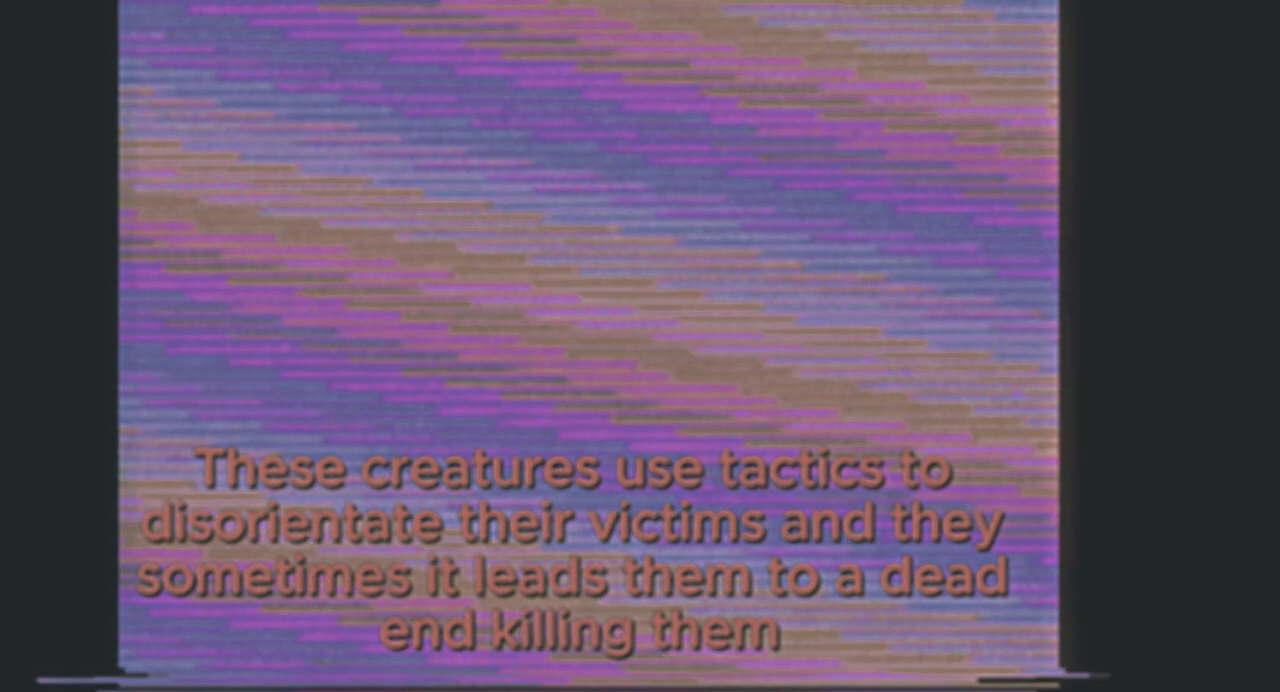 These creatures use tactics to
disorientate their victims and they
sometimes it leads them to a dead
end killing them